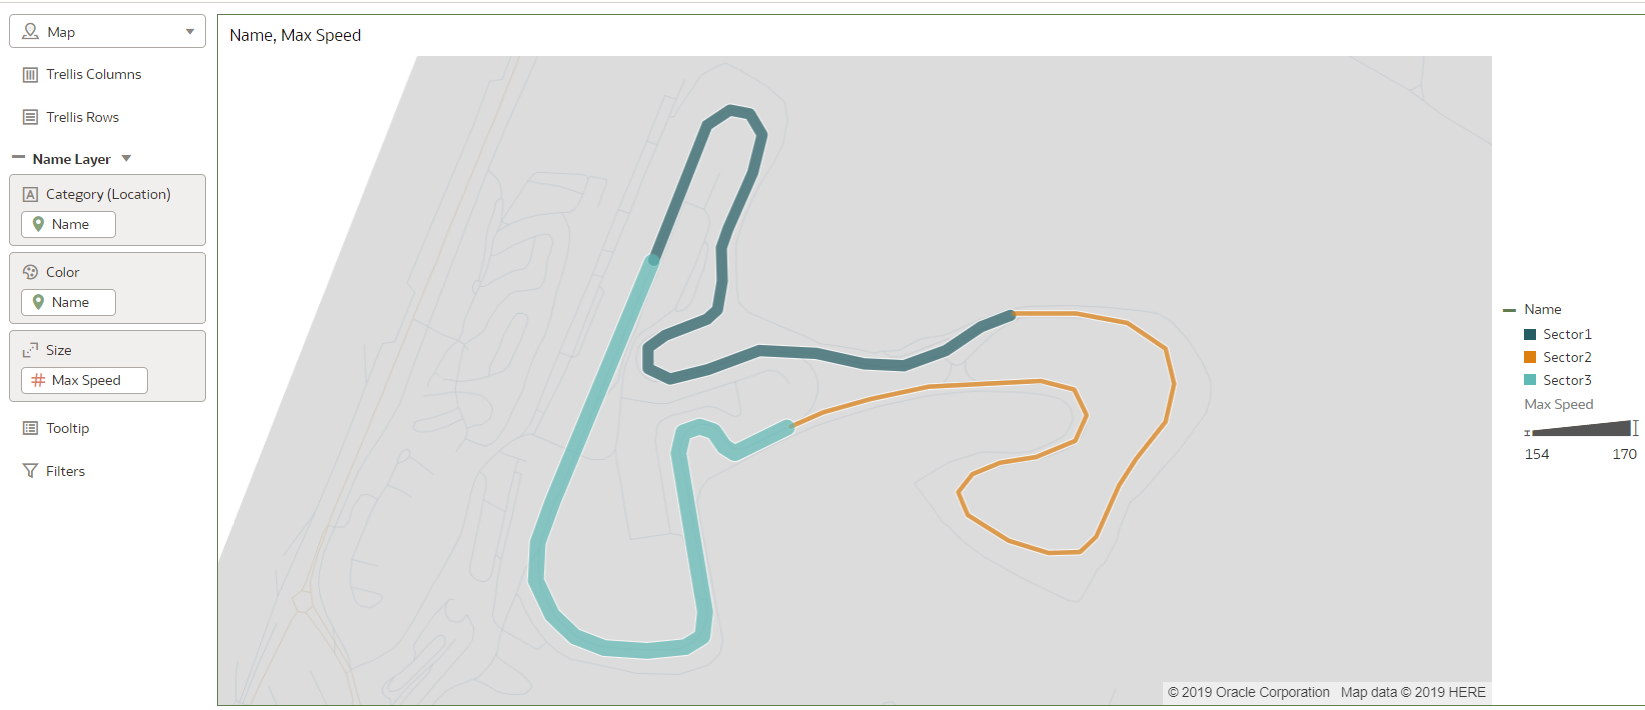 Map
Trellis Columns
Trellis Rows
Name Layer
Category (Location)
Name
Color
Name
Size
Max Speed
Tooltip
Filters
Name, Max Speed
© 2019 Oracle Corporation Map data © 2019 HERE
Name
Sector1
Sector2
Sector3
Max Speed
154 170